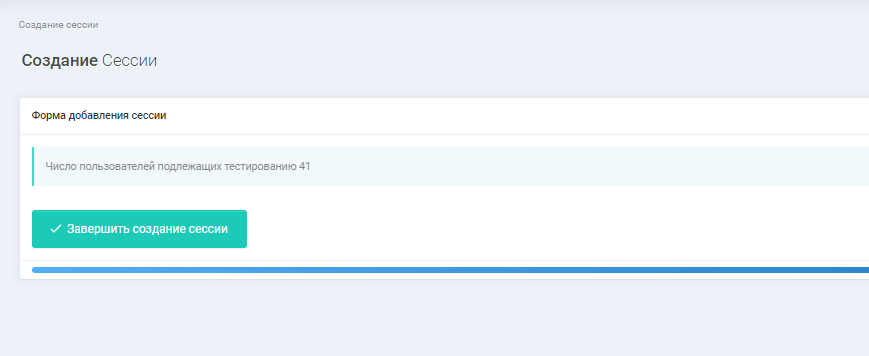 Создание сессии
Создание Сессии
Форма добавления сессии
Число пользователей подлежащих тестированию 41
Завершить создание сессии